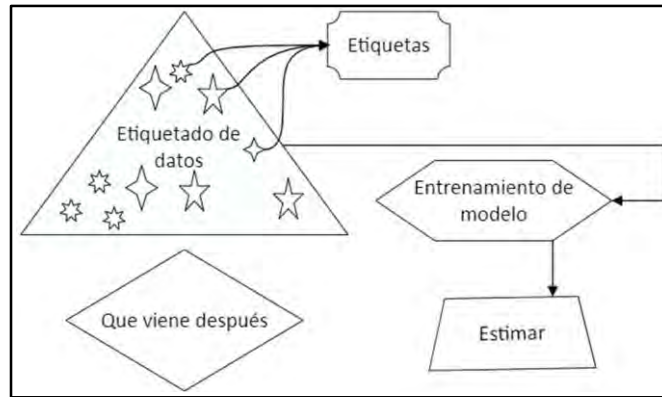 Etiquetas
Etiquetado de
datos
Entrenamiento de
modelo
Que viene después
Estimar